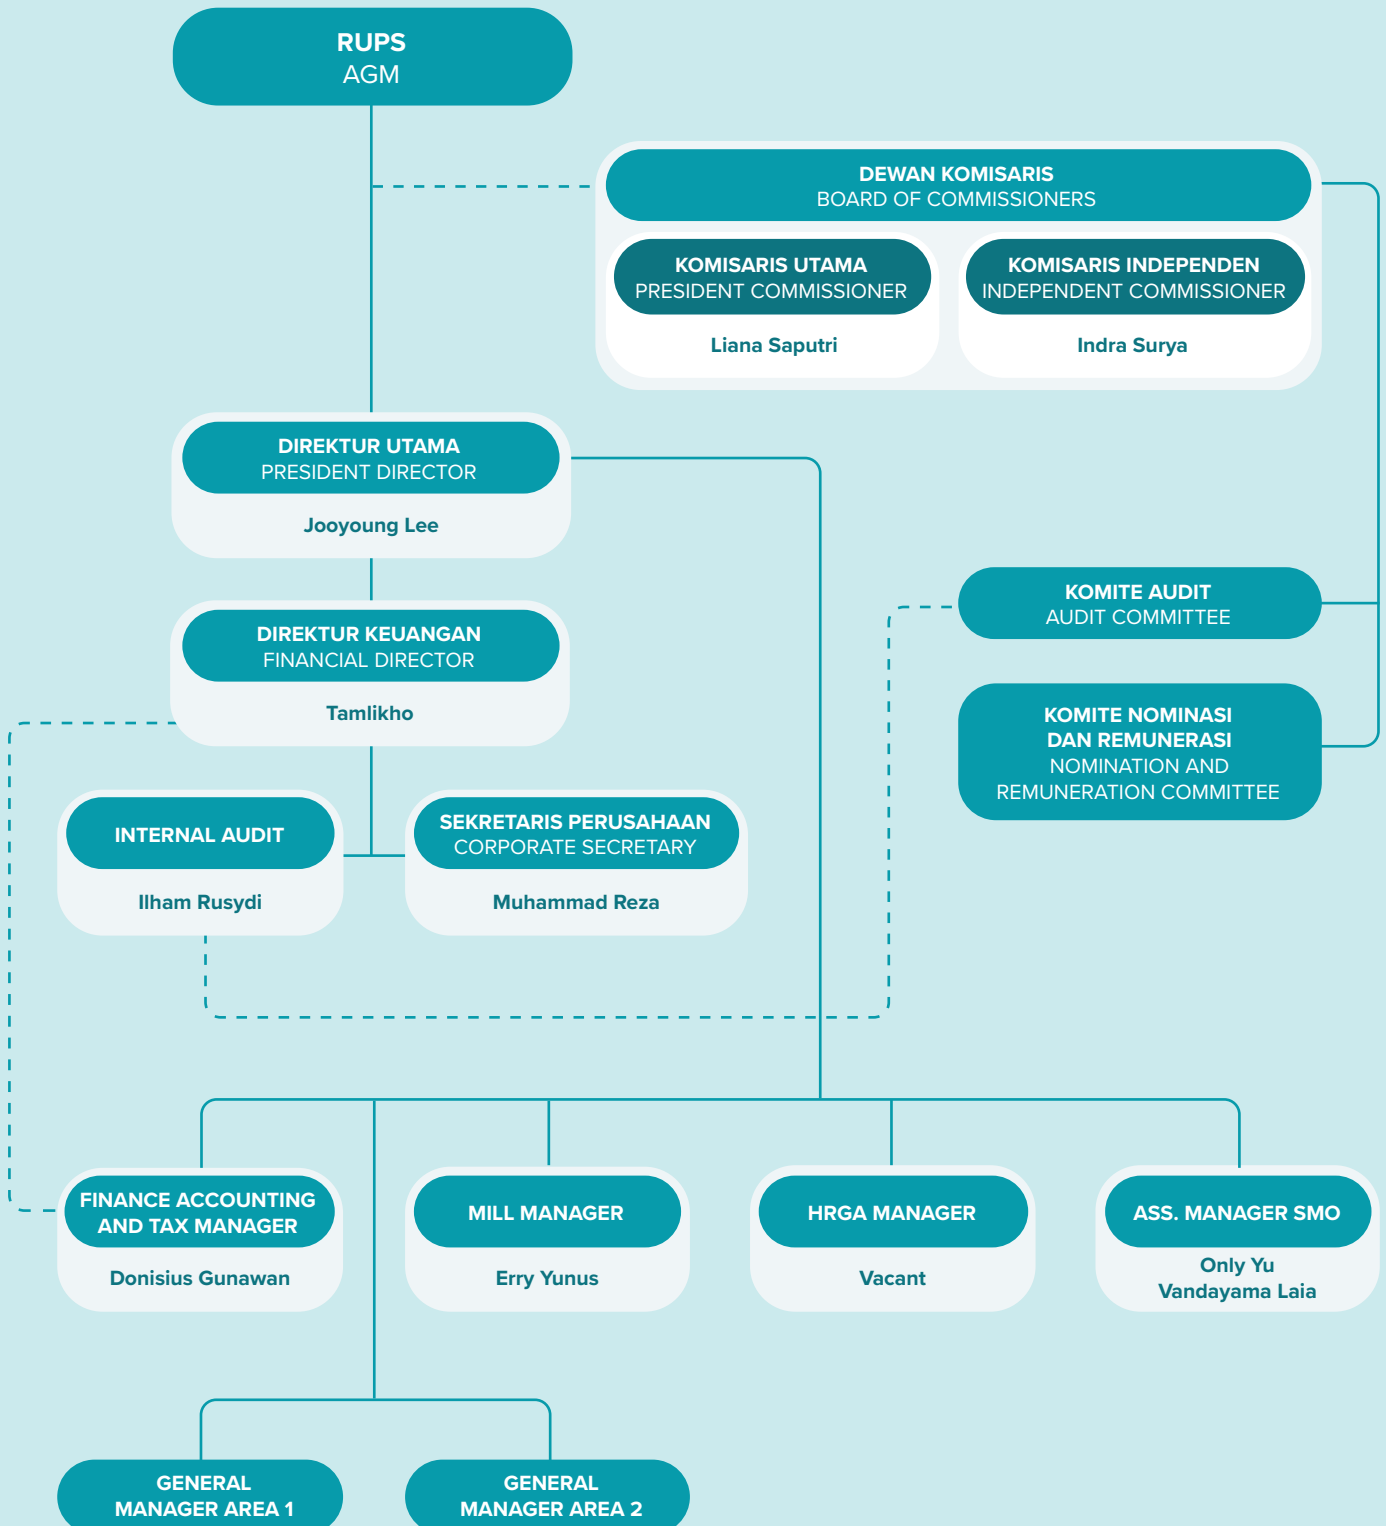 RUPS
AGM
DEWAN KOMISARIS
BOARD OF COMMISSIONERS
KOMISARIS UTAMA
PRESIDENT COMMISSIONER
Liana Saputri
KOMISARIS INDEPENDEN
INDEPENDENT COMMISSIONER
Indra Surya
DIREKTUR UTAMA
PRESIDENT DIRECTOR
Jooyoung Lee
DIREKTUR KEUANGAN
FINANCIAL DIRECTOR
Tamlikho
KOMITE AUDIT
AUDIT COMMITTEE
KOMITE NOMINASI
DAN REMUNERASI
NOMINATION AND
REMUNERATION COMMITTEE
INTERNAL AUDIT
Ilham Rusydi
SEKRETARIS PERUSAHAAN
CORPORATE SECRETARY
Muhammad Reza
FINANCE ACCOUNTING
AND TAX MANAGER
Donisius Gunawan
MILL MANAGER
Erry Yunus
HRGA MANAGER
Vacant
ASS. MANAGER SMO
Only Yu
Vandayama Laia
GENERAL
MANAGER AREA 1
GENERAL
MANAGER AREA 2